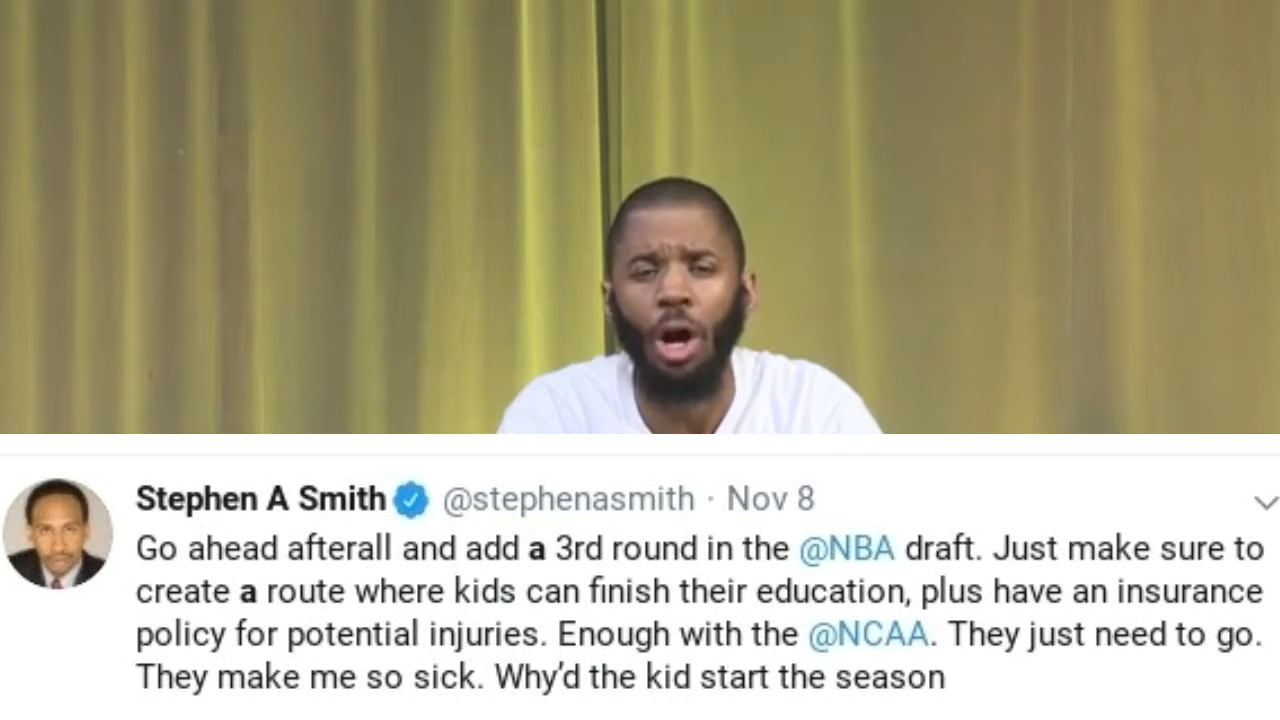 Stephen A Smith @stephenasmith · Nov 8
Go ahead afterall and add a 3rd round in the @NBA draft. Just make sure to
create a route where kids can finish their education, plus have an insurance
policy for potential injuries. Enough with the @NCAA. They just need to go.
They make me so sick. Why'd the kid start the season